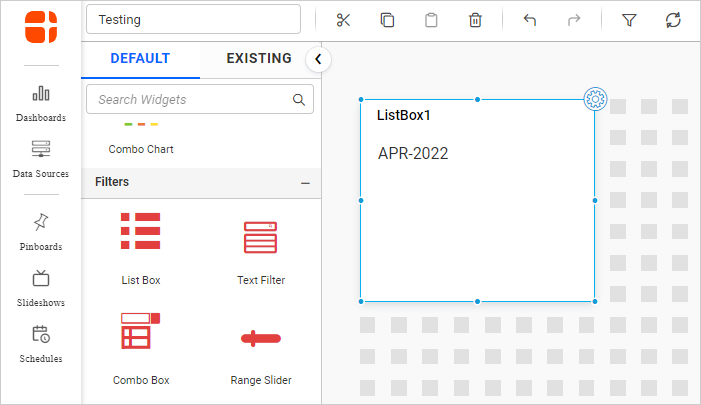 Testing
DEFAULT
EXISTING
Search Widgets
Dashboards
Combo Chart
Data Sources
Filters
Pinboards
List Box
Text Filter
Slideshows
Schedules
Combo Box
Range Slider
ListBox1
APR-2022